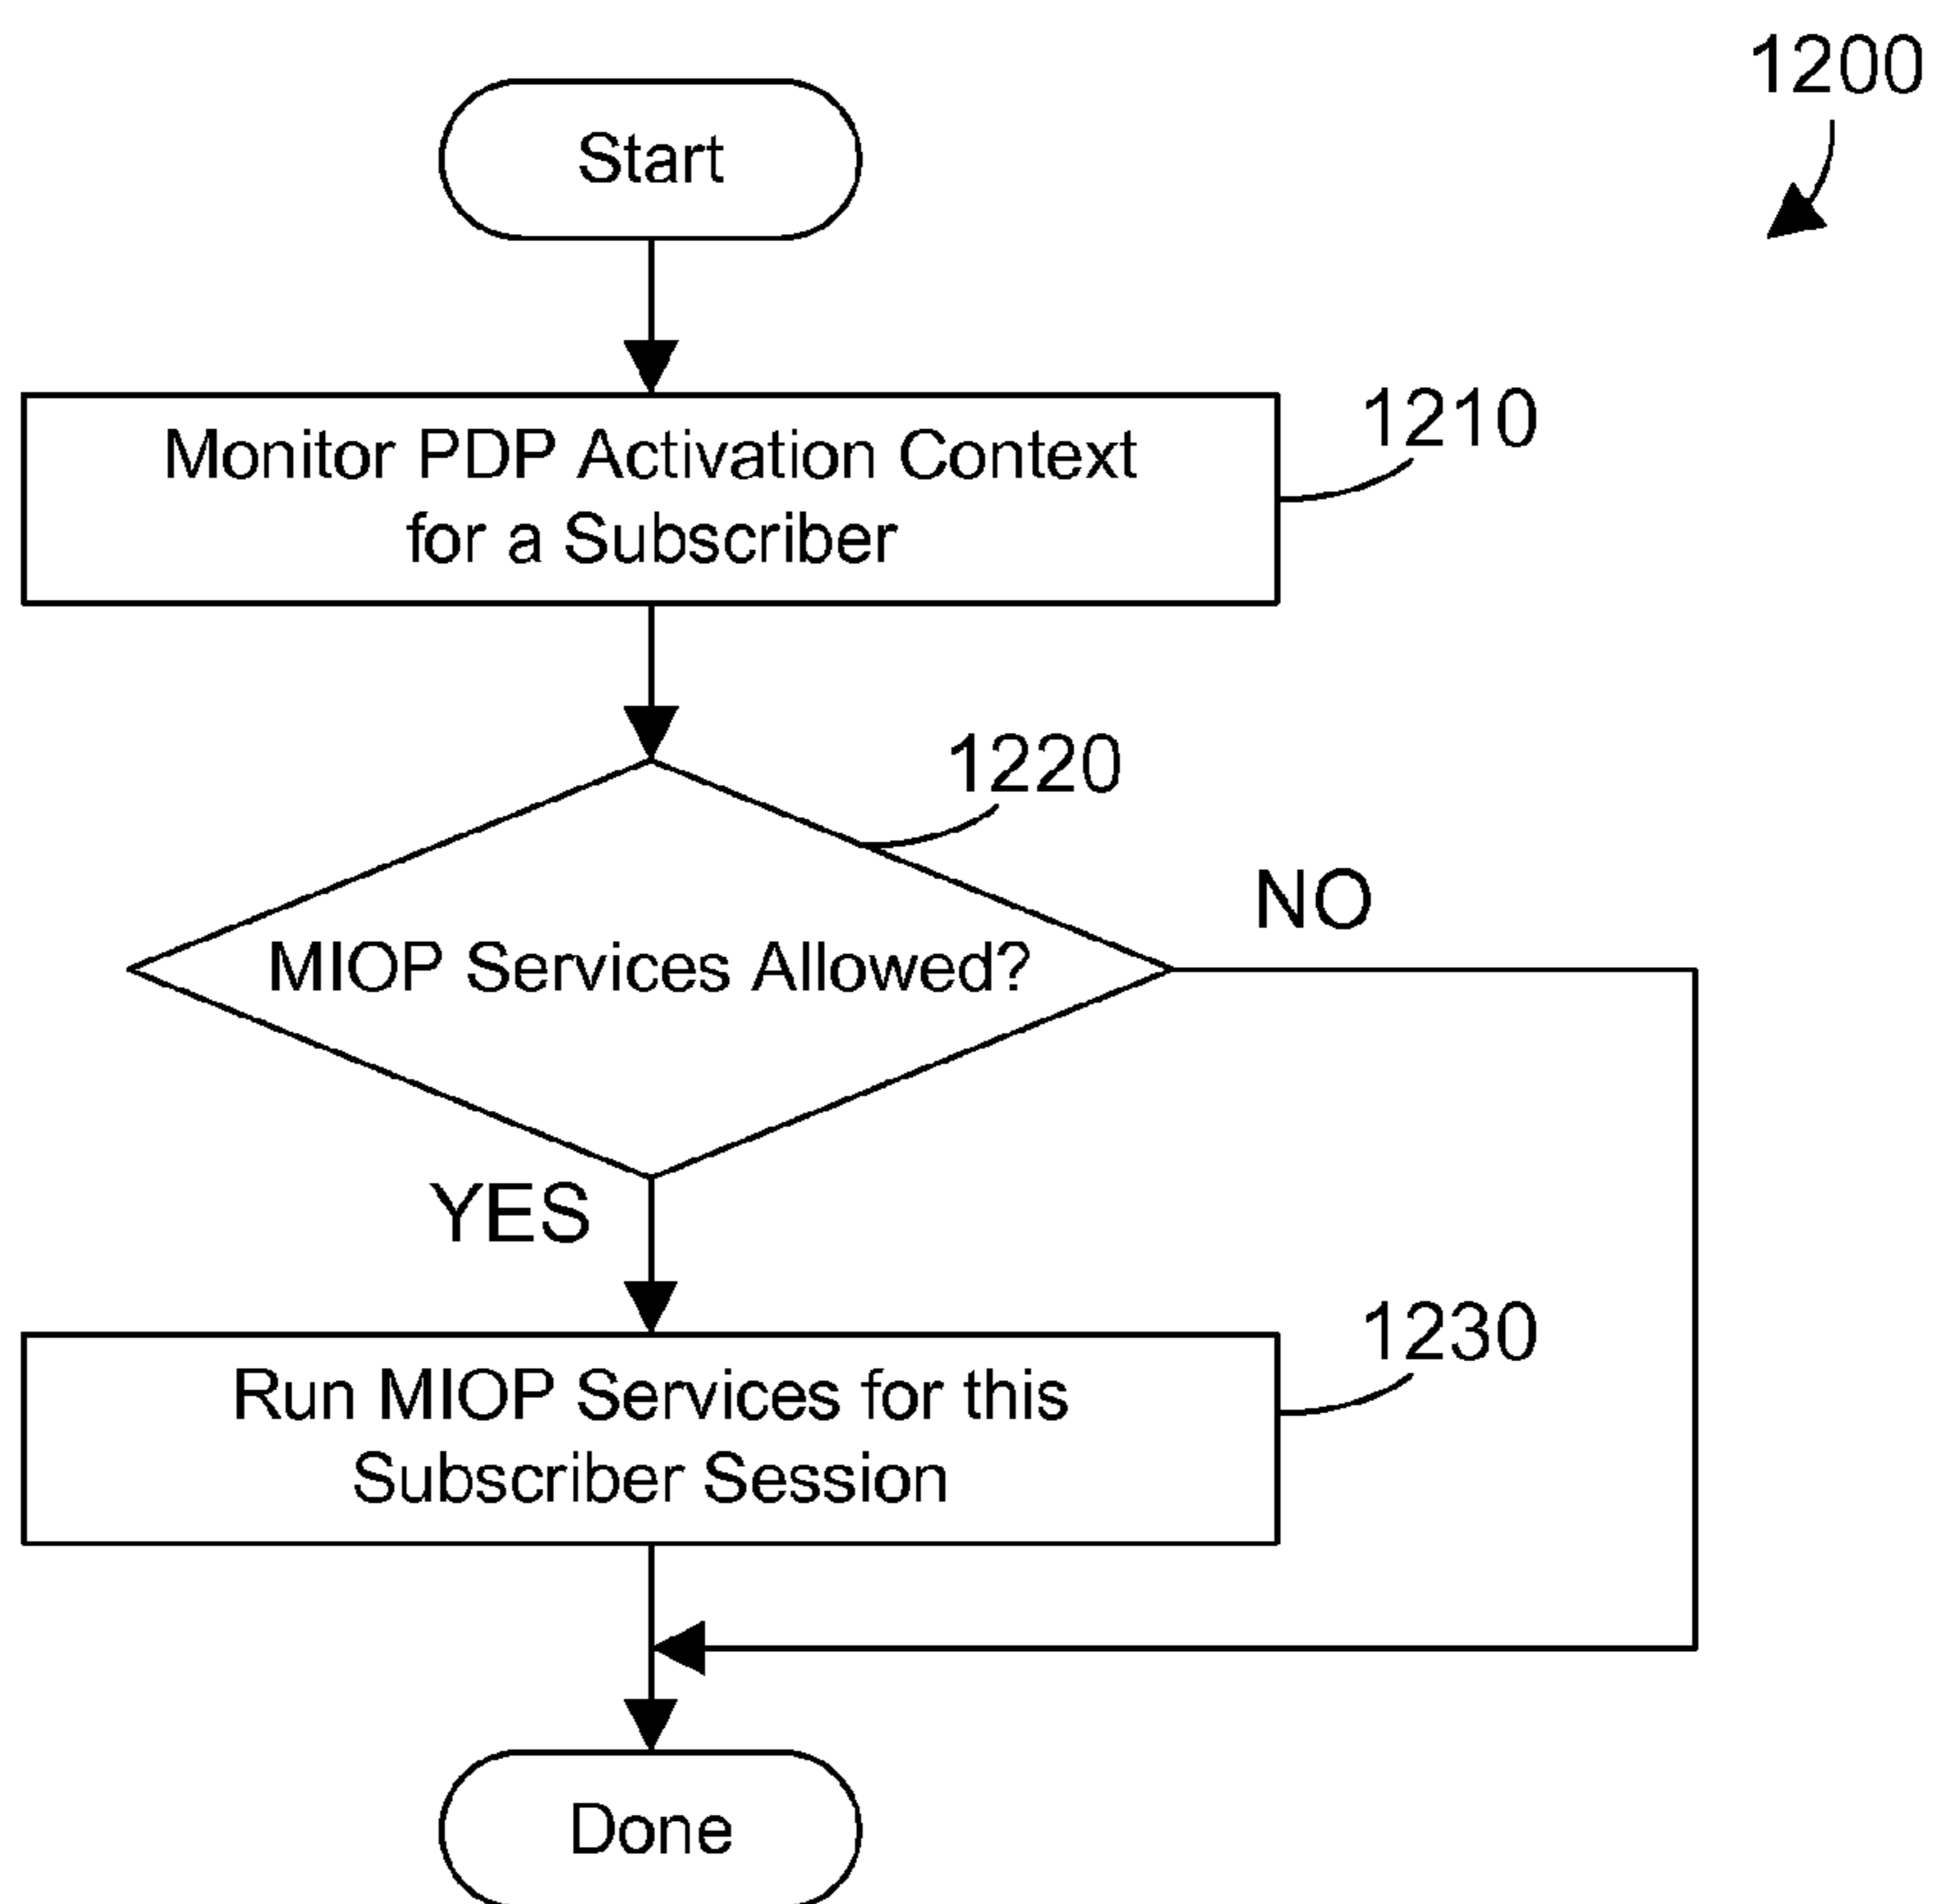 1200
Start
Monitor PDP Activation Context
for a Subscriber
1210
1220
MIOP Services Allowed?
NO
YES
Run MIOP Services for this
Subscriber Session
1230
Done